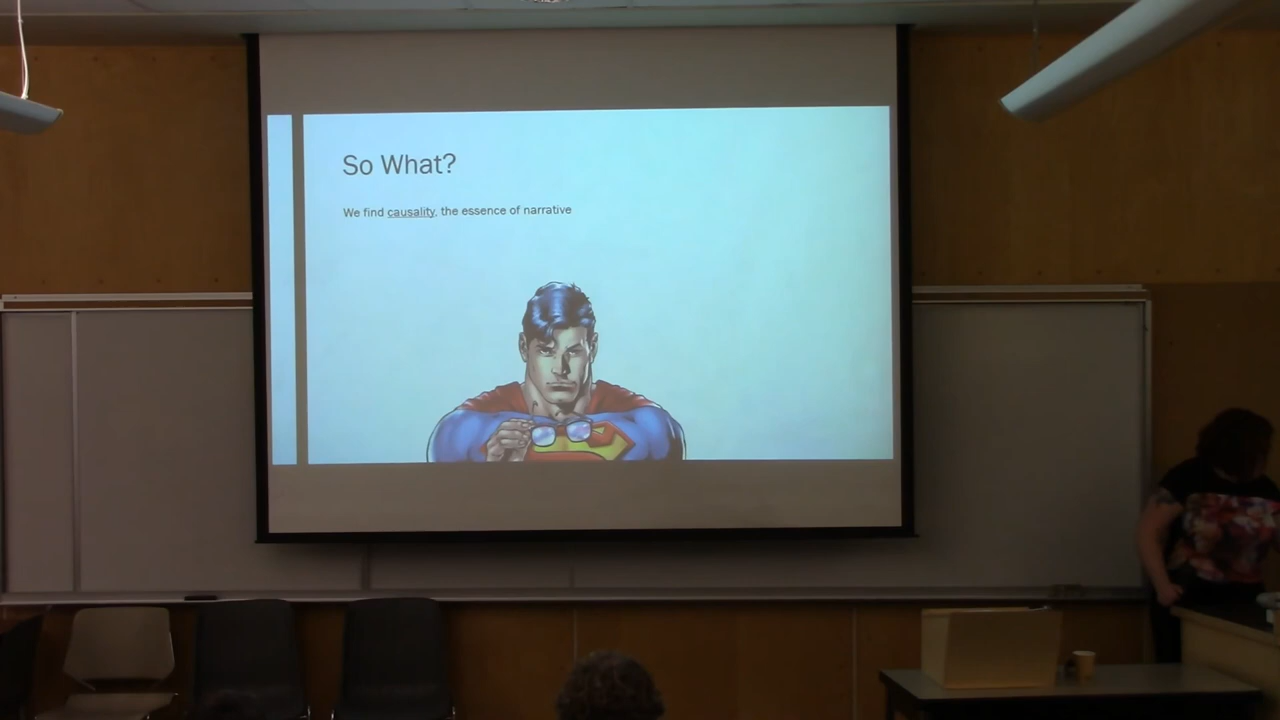 So What?
We find causality, the essence of narrative